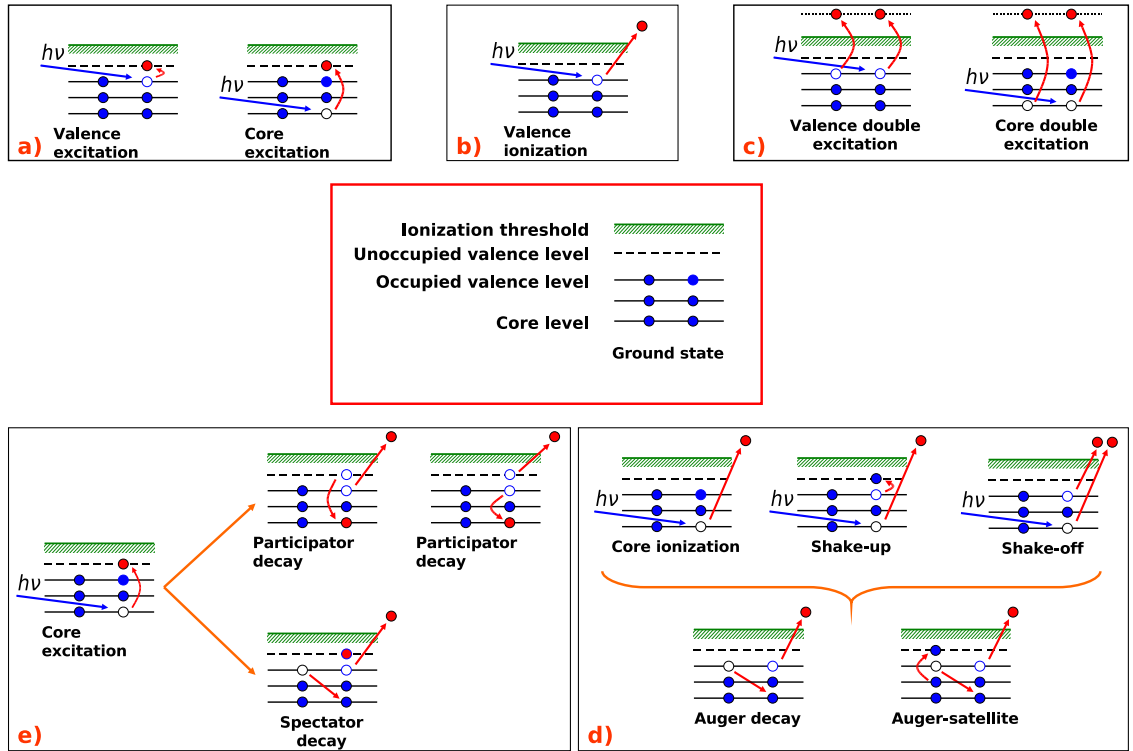 hν
hν
Valence
excitation
Core
excitation
a)
hν
Valence
ionization
b)
hν
hν
Valence double
excitation
Core double
excitation
c)
Ionization threshold
Unoccupied valence level
Occupied valence level
Core level
Ground state
hν
Core
excitation
Participator
decay
Participator
decay
Spectator
decay
e)
hν
hν
hν
Core ionization
Shake-up
Shake-off
Auger decay
Auger-satellite
d)